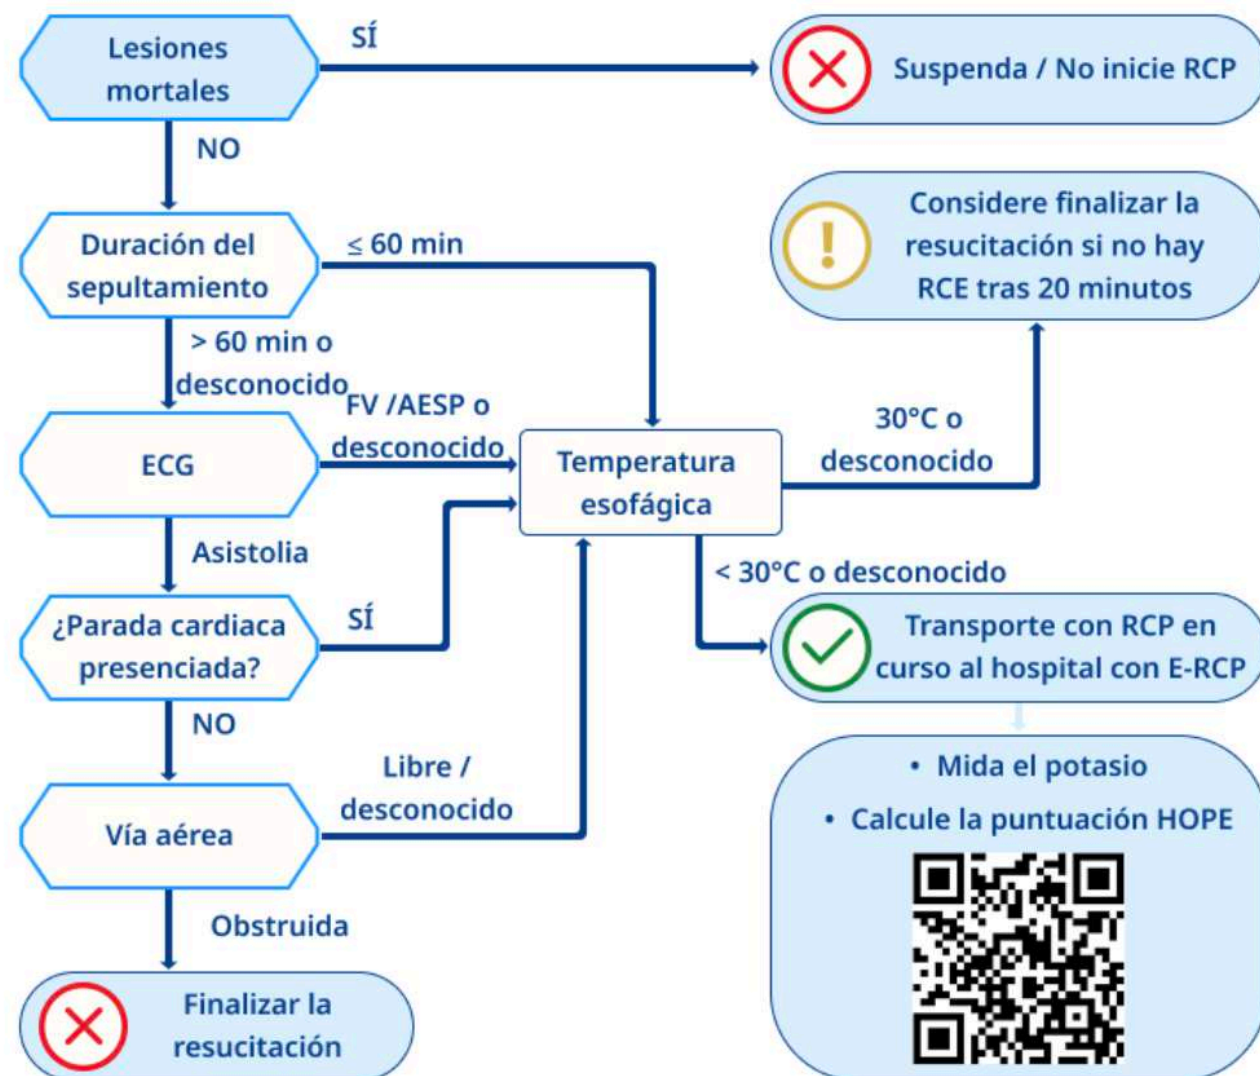 Lesiones
mortales
SÍ
Suspenda / No inicie RCP
NO
Duración del
sepultamiento
≤ 60 min
Considere finalizar la
resucitación si no hay
RCE tras 20 minutos
> 60 min o
desconocido
ECG
FV /AESP o
desconocido
Temperatura
esofágica
30°C o
desconocido
Asistolia
< 30°C o desconocido
¿Parada cardiaca
presenciada?
SÍ
Transporte con RCP en
curso al hospital con E-RCP
NO
Vía aérea
Libre /
desconocido
• Mida el potasio
• Calcule la puntuación HOPE
Obstruida
Finalizar la
resucitación